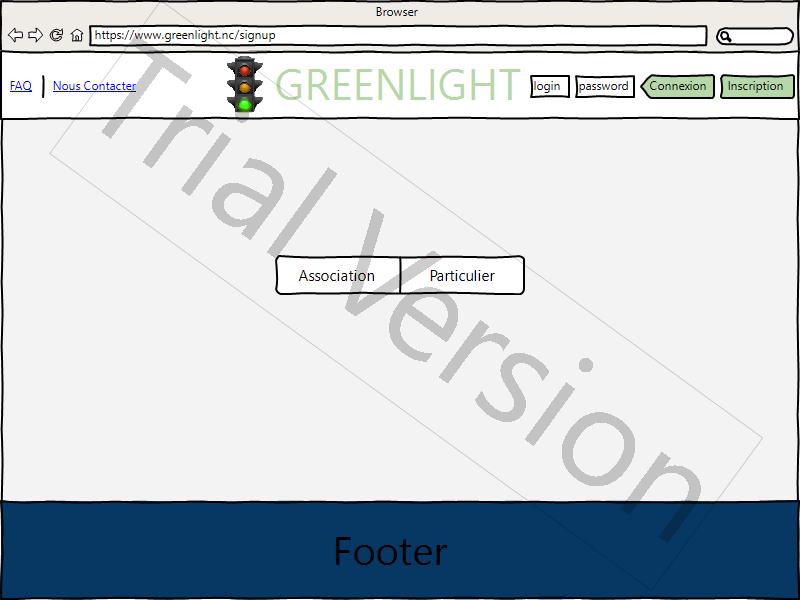 Browser
https://www.greenlight.nc/signup
FAQ
Nous Contacter
GREENLIGHT
login
password
Connexion
Inscription
Association
Particulier
Trial Version
Footer